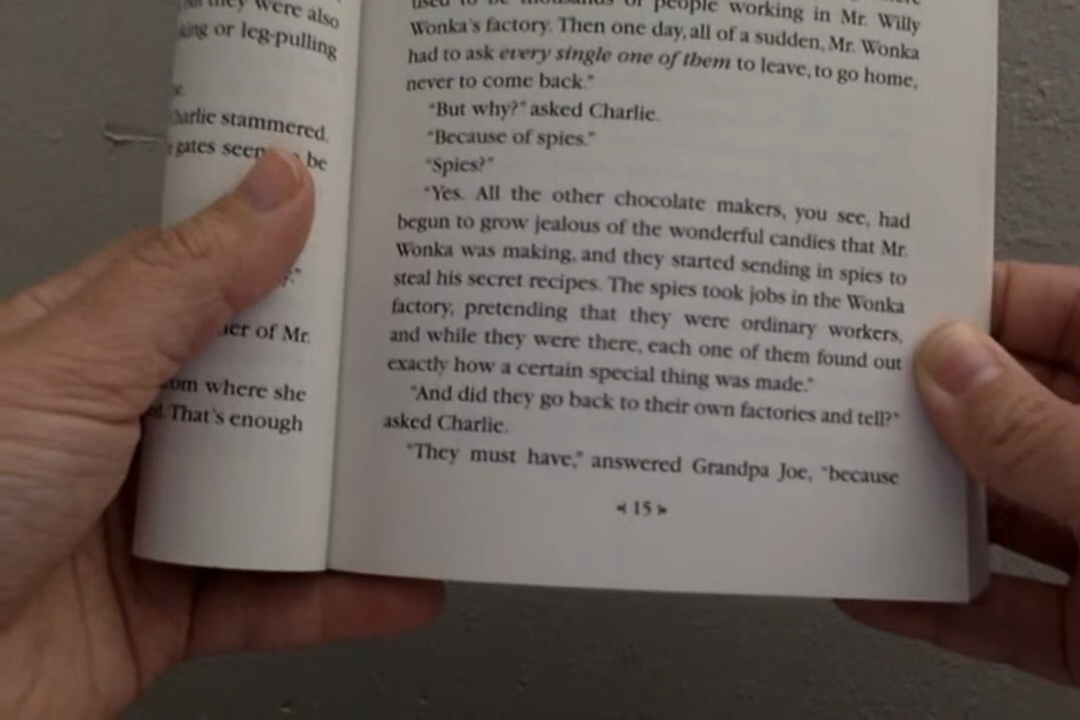 they were also
or leg-pulling
stammered.
gates be
of Mr.
where she
That's enough
used to be thousands of people working in Mr. Willy
Wonka's factory. Then one day, all of a sudden, Mr. Wonka
had to ask every single one of them to leave, to go home,
never to come back."
"But why?" asked Charlie.
"Because of spies."
"Spies?"
"Yes. All the other chocolate makers, you see, had
begun to grow jealous of the wonderful candies that Mr.
Wonka was making, and they started sending in spies to
steal his secret recipes. The spies took jobs in the Wonka
factory, pretending that they were ordinary workers,
and while they were there, each one of them found out
exactly how a certain special thing was made."
"And did they go back to their own factories and tell?"
asked Charlie.
"They must have," answered Grandpa Joe, "because
15